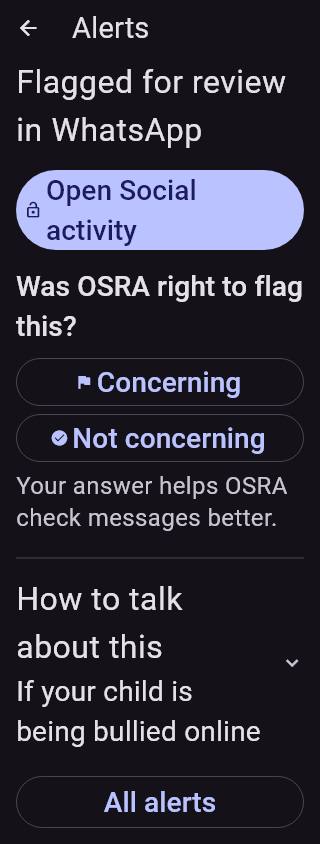 Alerts
Flagged for review
in WhatsApp
Open Social
activity
Was OSRA right to flag
this?
Concerning
Not concerning
Your answer helps OSRA
check messages better.
How to talk
about this
If your child is
being bullied online
All alerts